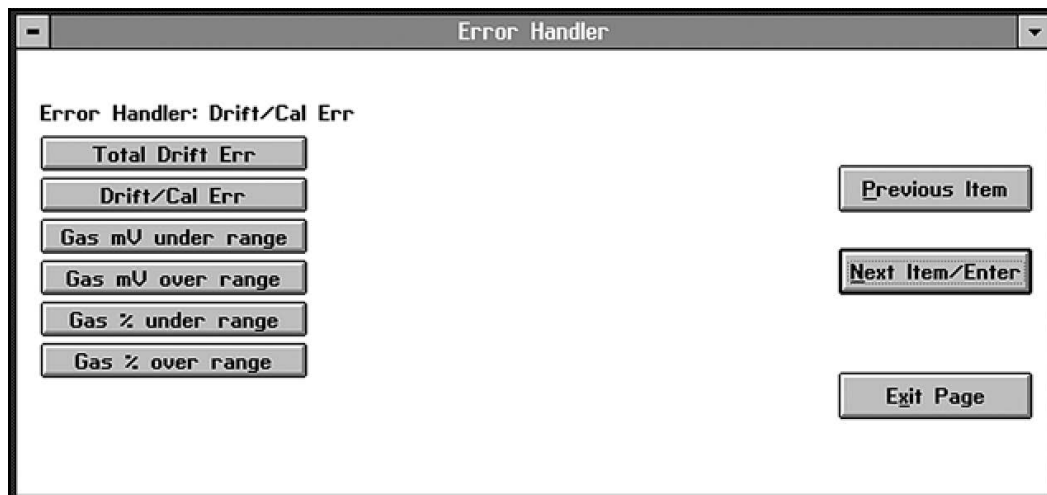 Error Handler
Error Handler: Drift/Cal Err
Total Drift Err
Drift/Cal Err
Gas mV under range
Gas mV over range
Gas % under range
Gas % over range
Previous Item
Next Item/Enter
Exit Page